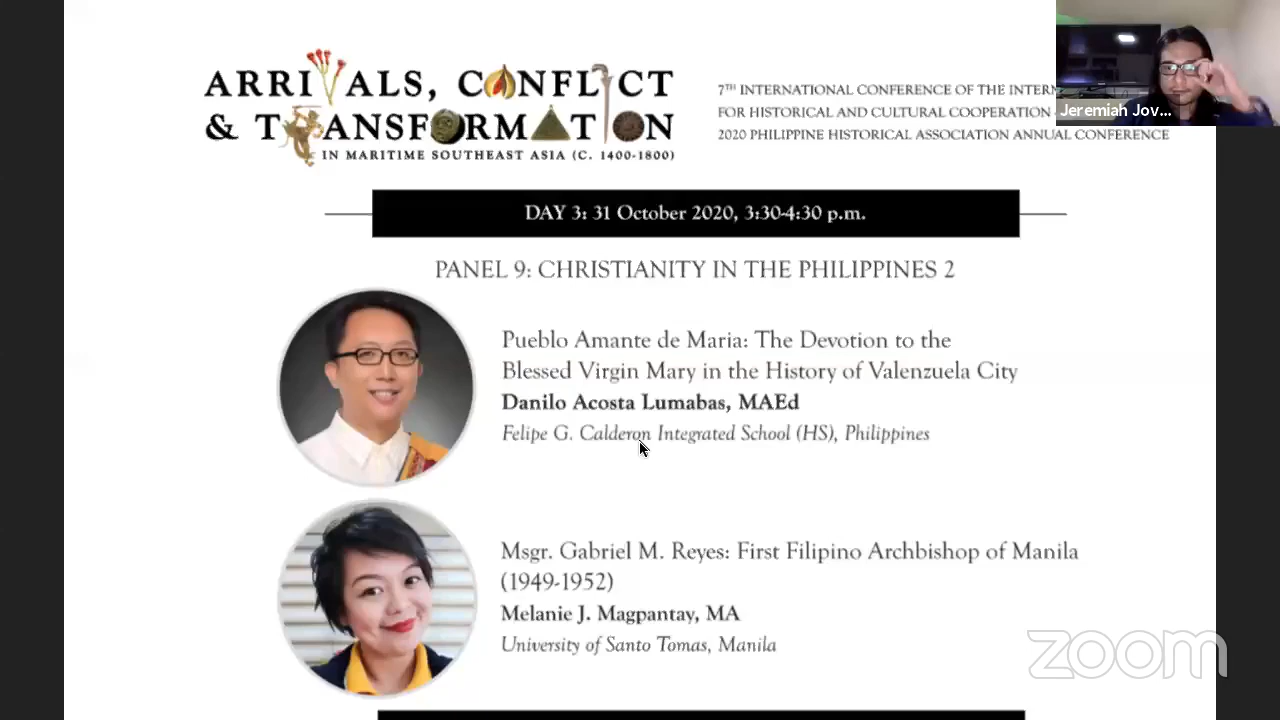 ARRIVALS, CONFLICT
& TRANSFORMATION
IN MARITIME SOUTHEAST ASIA (C. 1400-1800)
7TH INTERNATIONAL CONFERENCE OF THE
FOR HISTORICAL AND CULTURAL COOPERATION
2020 PHILIPPINE HISTORICAL ASSOCIATION ANNUAL CONFERENCE
Jeremiah Jov...
DAY 3: 31 October 2020, 3:30-4:30 p.m.
PANEL 9: CHRISTIANITY IN THE PHILIPPINES 2
Pueblo Amante de Maria: The Devotion to the
Blessed Virgin Mary in the History of Valenzuela City
Danilo Acosta Lumabas, MAEd
Felipe G. Calderon Integrated School (HS), Philippines
Msgr. Gabriel M. Reyes: First Filipino Archbishop of Manila
(1949-1952)
Melanie J. Magpantay, MA
University of Santo Tomas, Manila
zoom